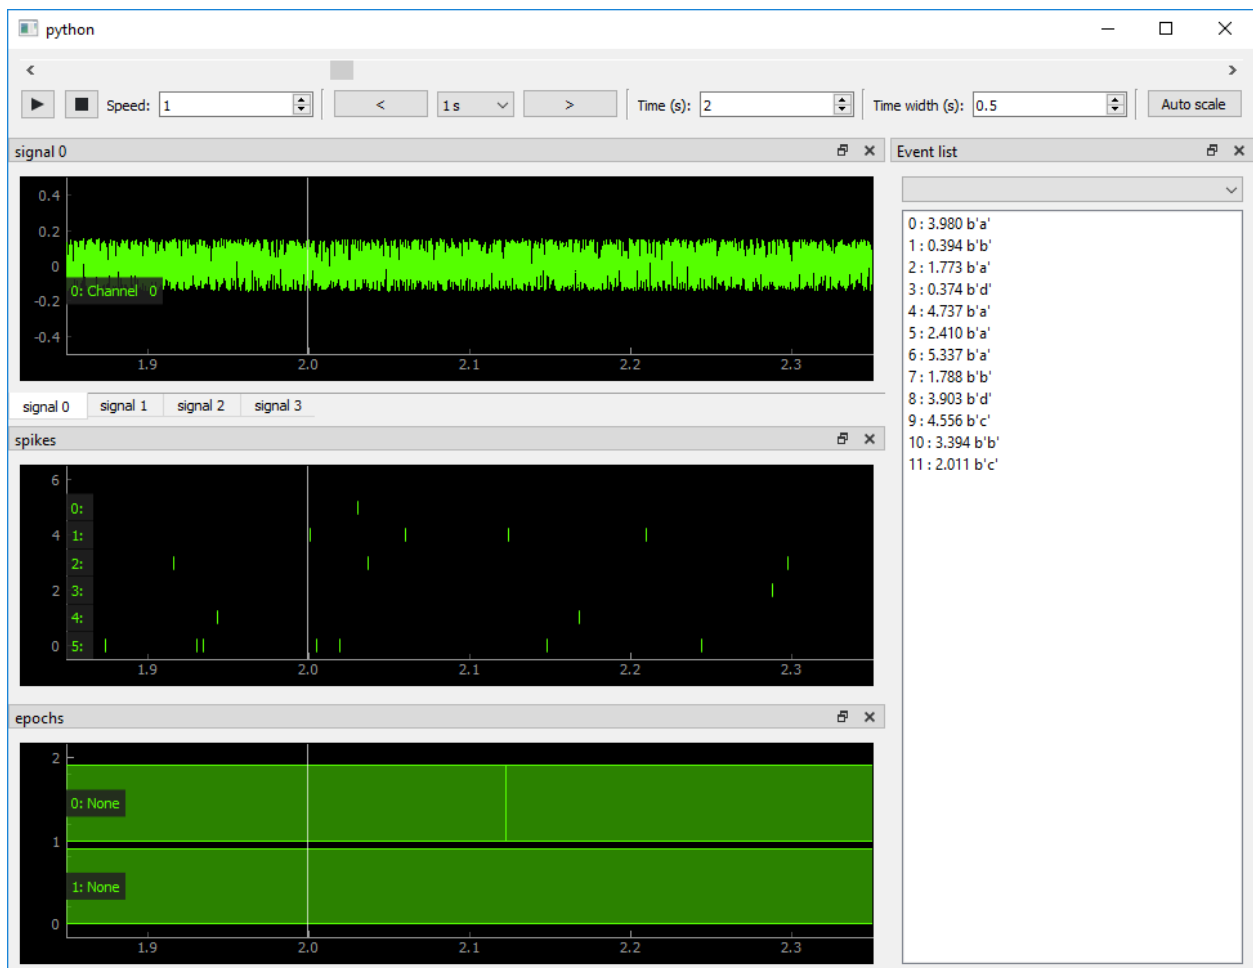 python
< >
Speed: 1 < 1 s > Time (s): 2 Time width (s): 0.5 Auto scale
signal 0
0.4
0.2
0
0: Channel 0
-0.2
-0.4
1.9 2.0 2.1 2.2 2.3
signal 0 signal 1 signal 2 signal 3
spikes
6
0:
4 1:
2:
2 3:
4:
0 5:
1.9 2.0 2.1 2.2 2.3
epochs
2
0: None
1
1: None
0
1.9 2.0 2.1 2.2 2.3
Event list
0 : 3.980 b'a'
1 : 0.394 b'b'
2 : 1.773 b'a'
3 : 0.374 b'd'
4 : 4.737 b'a'
5 : 2.410 b'a'
6 : 5.337 b'a'
7 : 1.788 b'b'
8 : 3.903 b'd'
9 : 4.556 b'c'
10 : 3.394 b'b'
11 : 2.011 b'c'